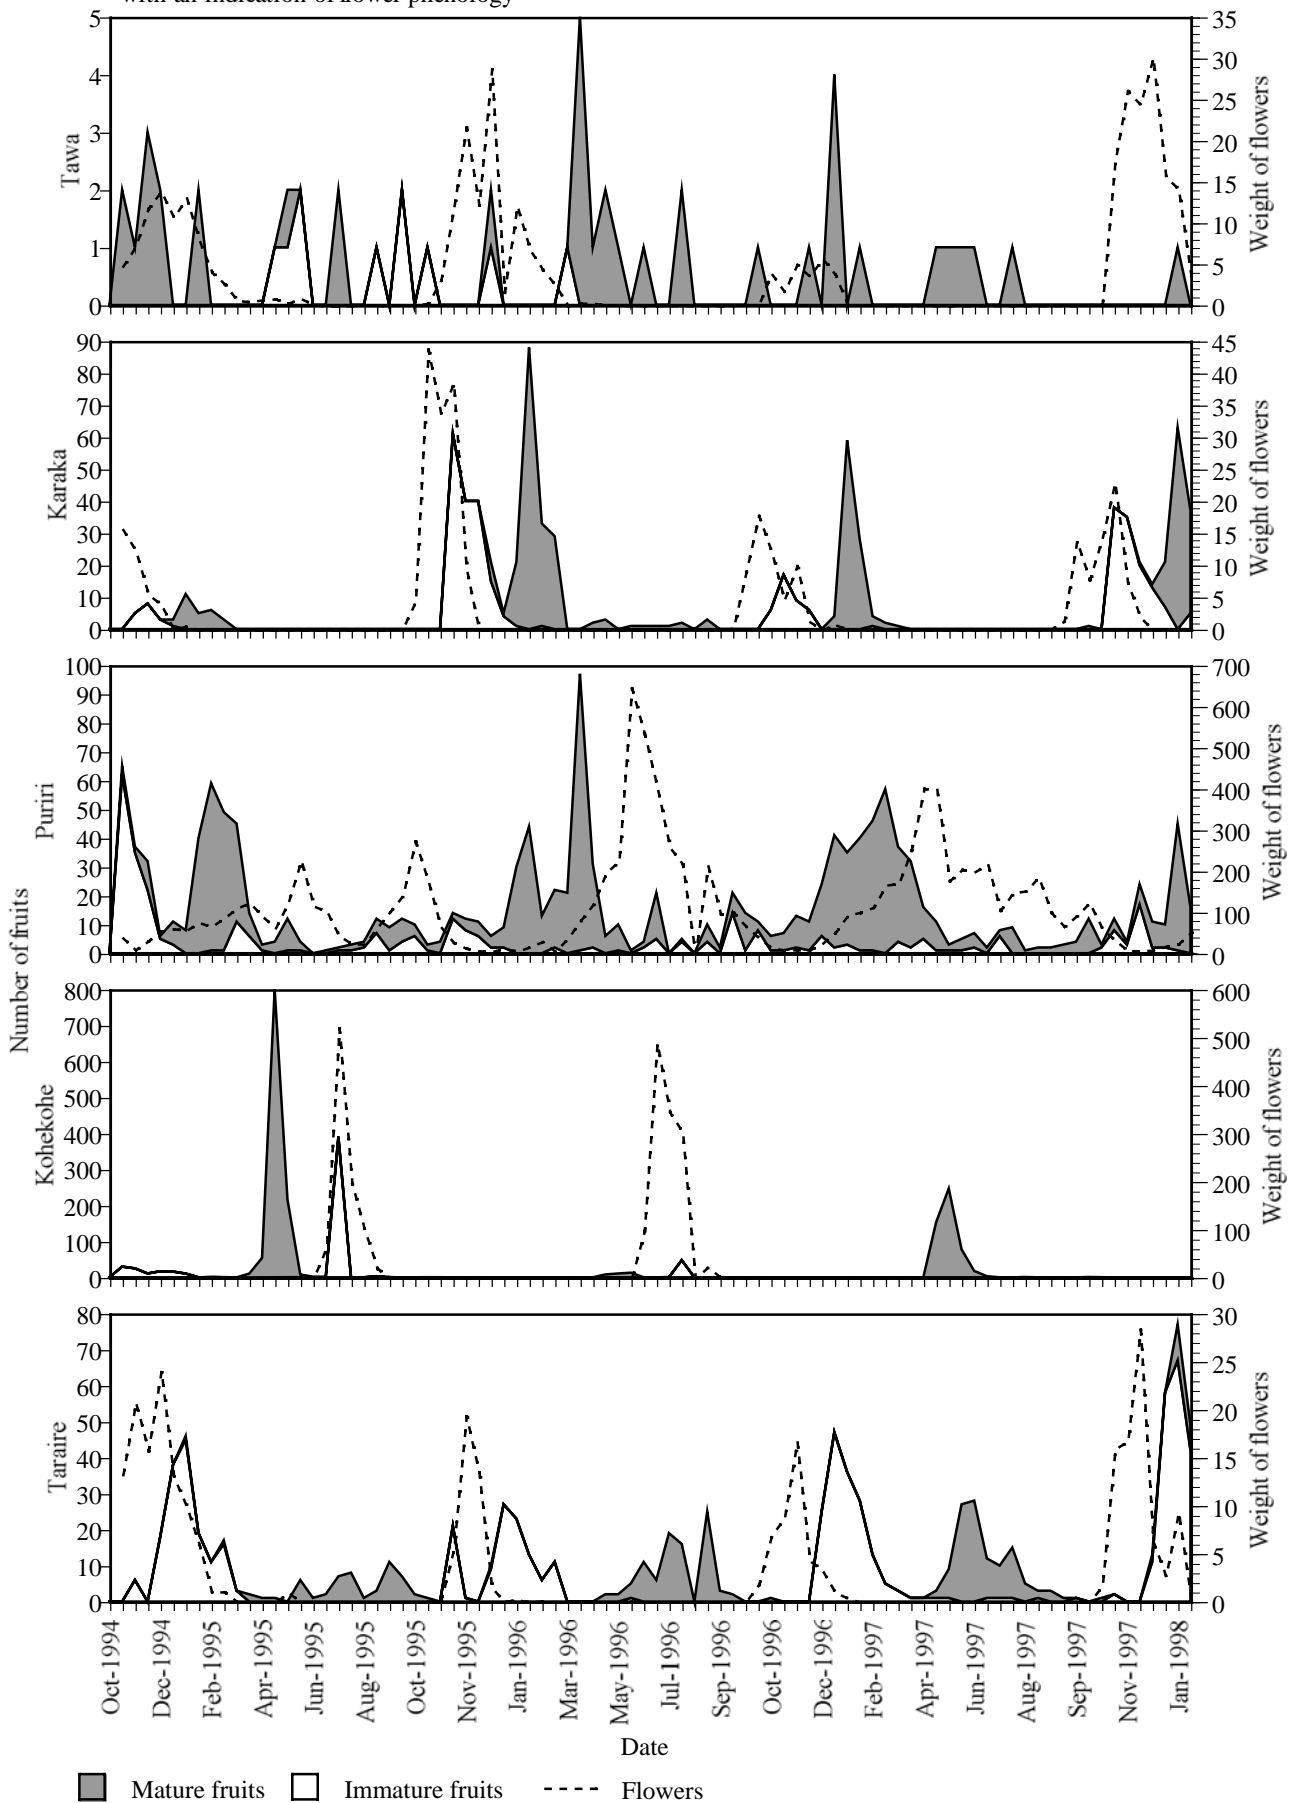 with an indication of flower phenology
5
4
3
2
1
0
Tawa
35
30
25
20
15
10
5
0
Weight of flowers
90
80
70
60
50
40
30
20
10
0
Karaka
45
40
35
30
25
20
15
10
5
0
Weight of flowers
100
90
80
70
60
50
40
30
20
10
0
Puriri
700
600
500
400
300
200
100
0
Weight of flowers
Number of fruits
800
700
600
500
400
300
200
100
0
Kohekohe
600
500
400
300
200
100
0
Weight of flowers
80
70
60
50
40
30
20
10
0
Taraire
30
25
20
15
10
5
0
Weight of flowers
Oct-1994
Dec-1994
Feb-1995
Apr-1995
Jun-1995
Aug-1995
Oct-1995
Nov-1995
Jan-1996
Mar-1996
May-1996
Jul-1996
Sep-1996
Oct-1996
Dec-1996
Feb-1997
Apr-1997
Jun-1997
Aug-1997
Sep-1997
Nov-1997
Jan-1998
Date
Mature fruits Immature fruits Flowers